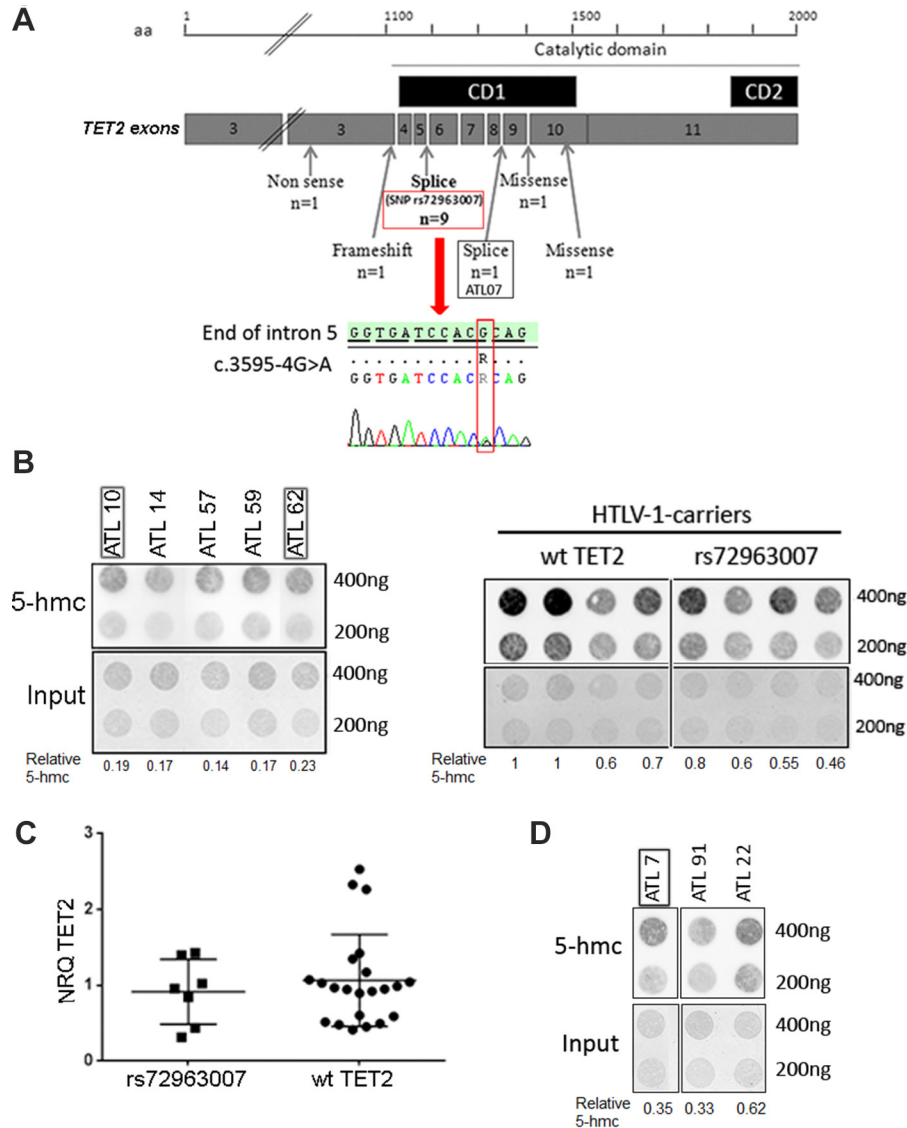 A
1 1100 1500 2000
aa
Catalytic domain
CD1 CD2
TET2 exons 3 3 4 5 6 7 8 9 10 11
Non sense
n=1
Splice
(SNP rs72963007)
n=9
Missense
n=1
Frameshift
n=1
Splice
n=1
ATL07
Missense
n=1
End of intron 5 GGTGATCCACGCAG
c.3595-4G>A ..........R...
GGTGATCCACRCAG
B
ATL 10 ATL 14 ATL 57 ATL 59 ATL 62
5-hmc 400ng
200ng
Input 400ng
200ng
Relative
5-hmc 0.19 0.17 0.14 0.17 0.23
HTLV-1-carriers
wt TET2 rs72963007
400ng
200ng
400ng
200ng
Relative
5-hmc 1 1 0.6 0.7 0.8 0.6 0.55 0.46
C
NRQ TET2
3
2
1
0
rs72963007 wt TET2
D
ATL 7 ATL 91 ATL 22
5-hmc 400ng
200ng
Input 400ng
200ng
Relative
5-hmc 0.35 0.33 0.62